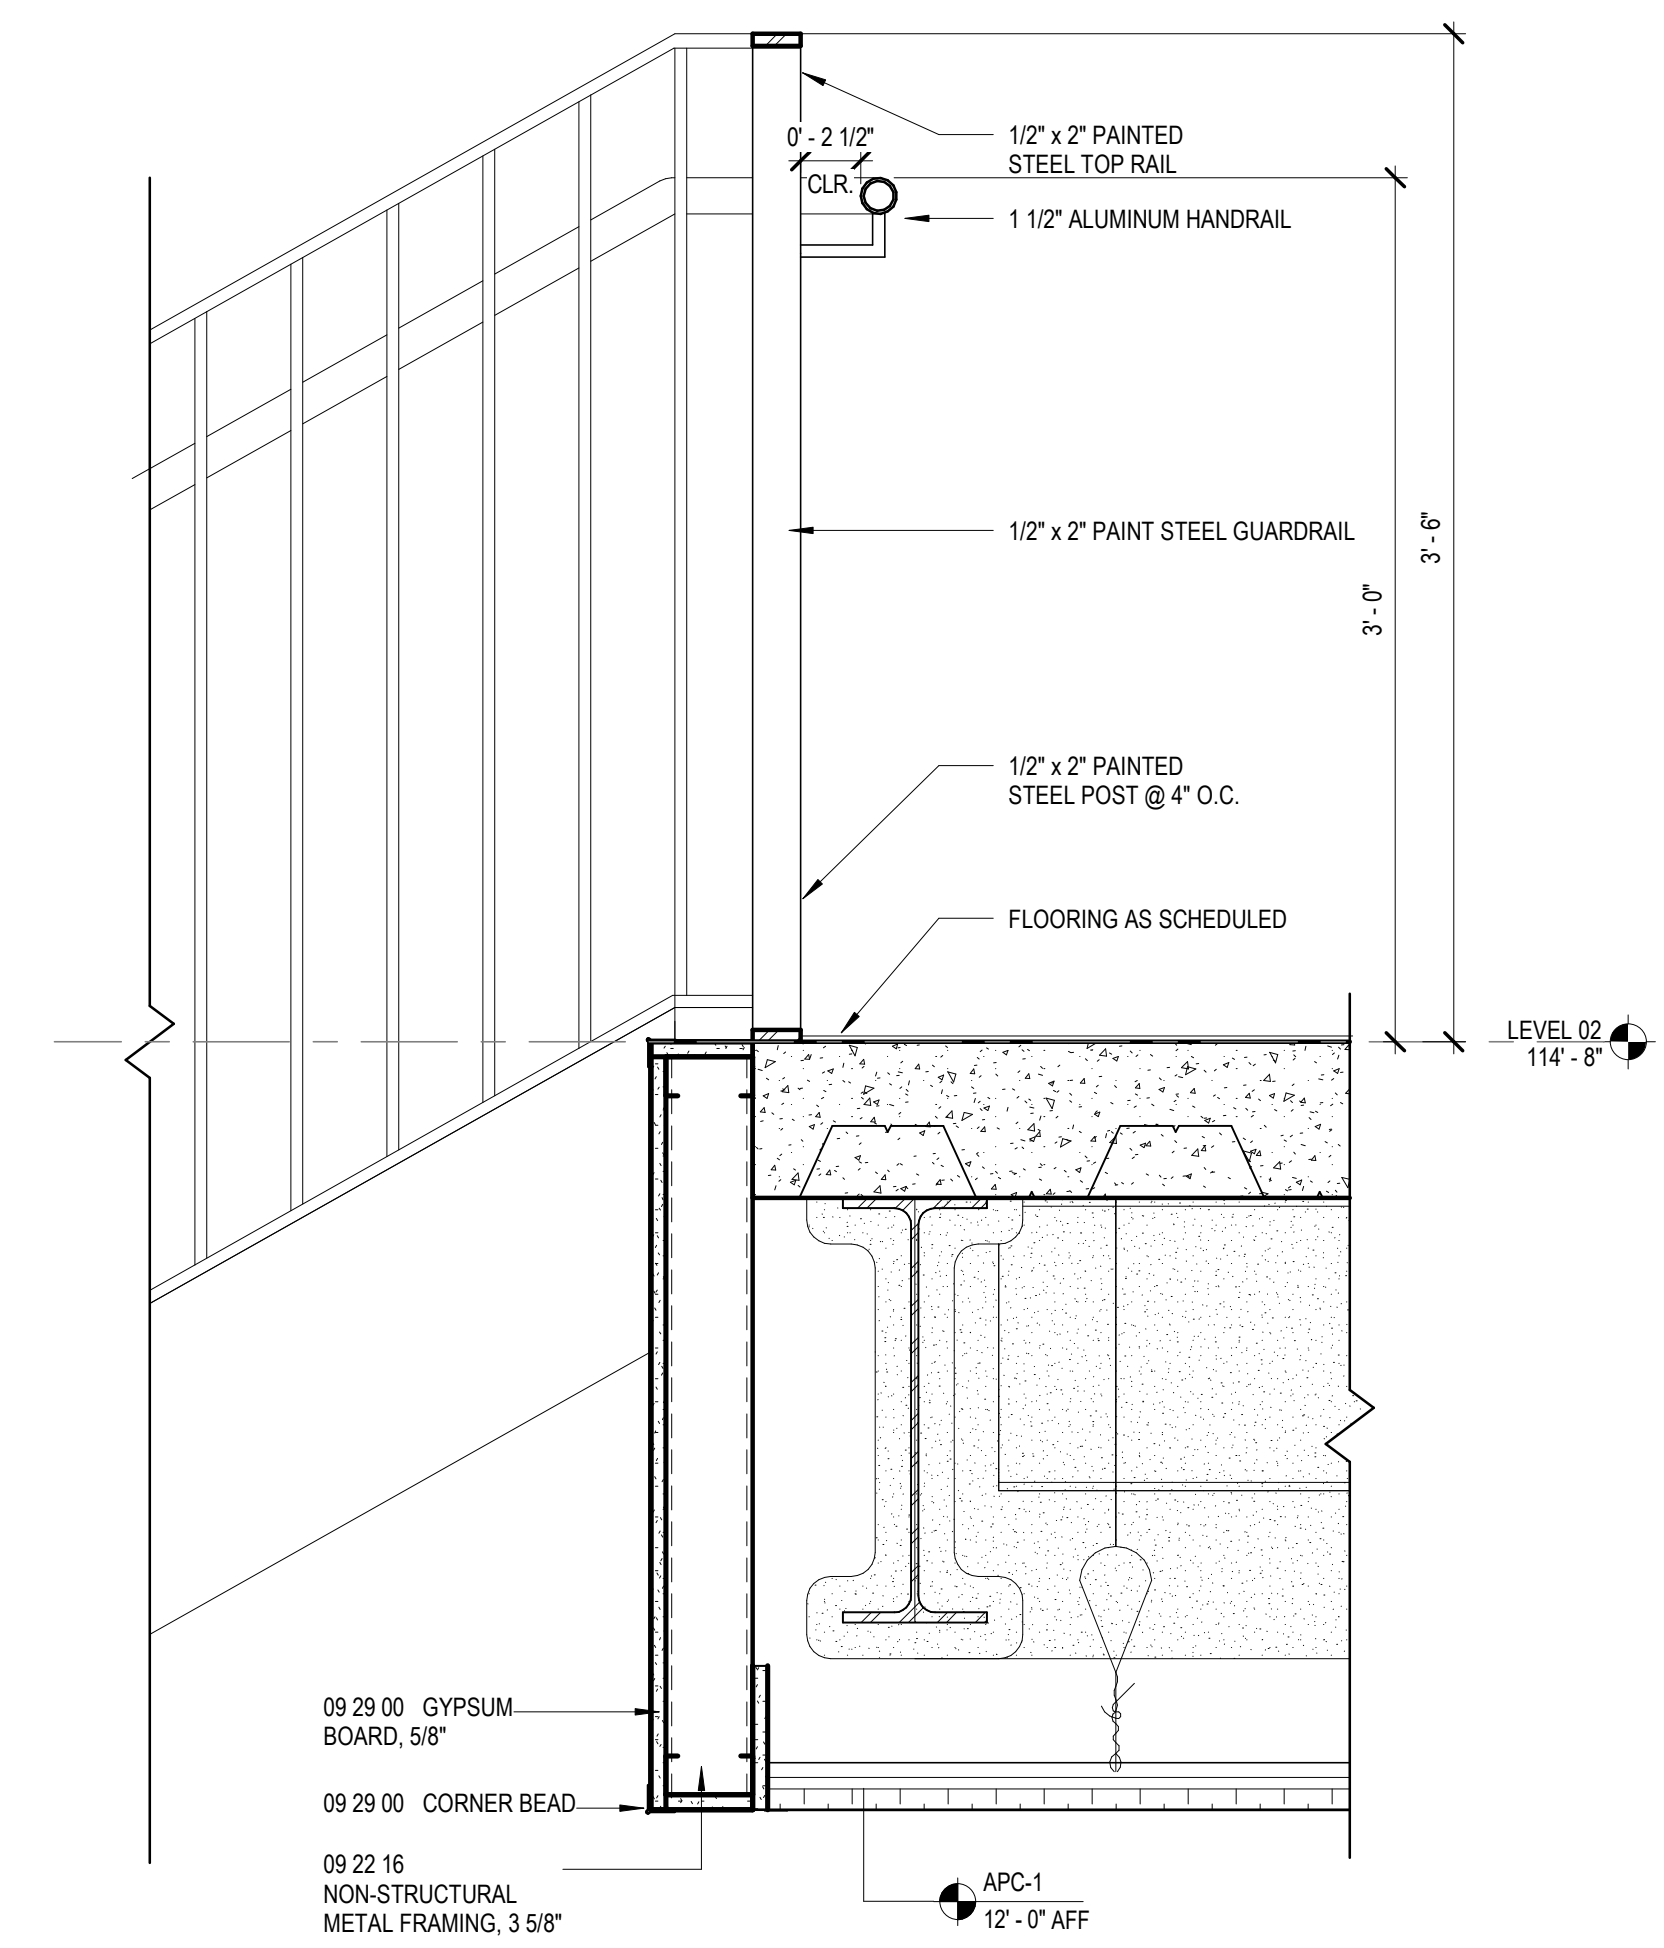 1/2" x 2" PAINTED
STEEL TOP RAIL
0' - 2 1/2"
CLR.
1 1/2" ALUMINUM HANDRAIL
1/2" x 2" PAINT STEEL GUARDRAIL
3' - 6"
3' - 0"
1/2" x 2" PAINTED
STEEL POST @ 4" O.C.
FLOORING AS SCHEDULED
LEVEL 02
114' - 8"
09 29 00 GYPSUM
BOARD, 5/8"
09 29 00 CORNER BEAD
09 22 16
NON-STRUCTURAL
METAL FRAMING, 3 5/8"
APC-1
12' - 0" AFF